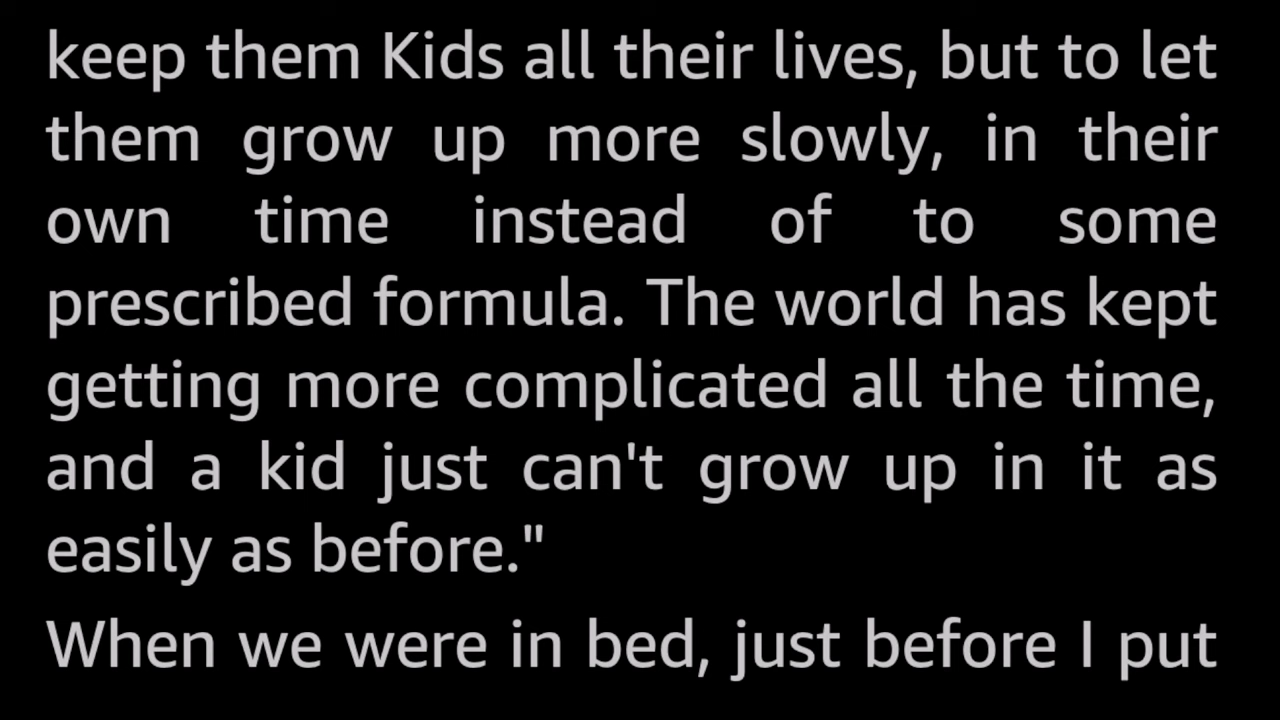 keep them Kids all their lives, but to let
them grow up more slowly, in their
own time instead of to some
prescribed formula. The world has kept
getting more complicated all the time,
and a kid just can't grow up in it as
easily as before."
When we were in bed, just before I put